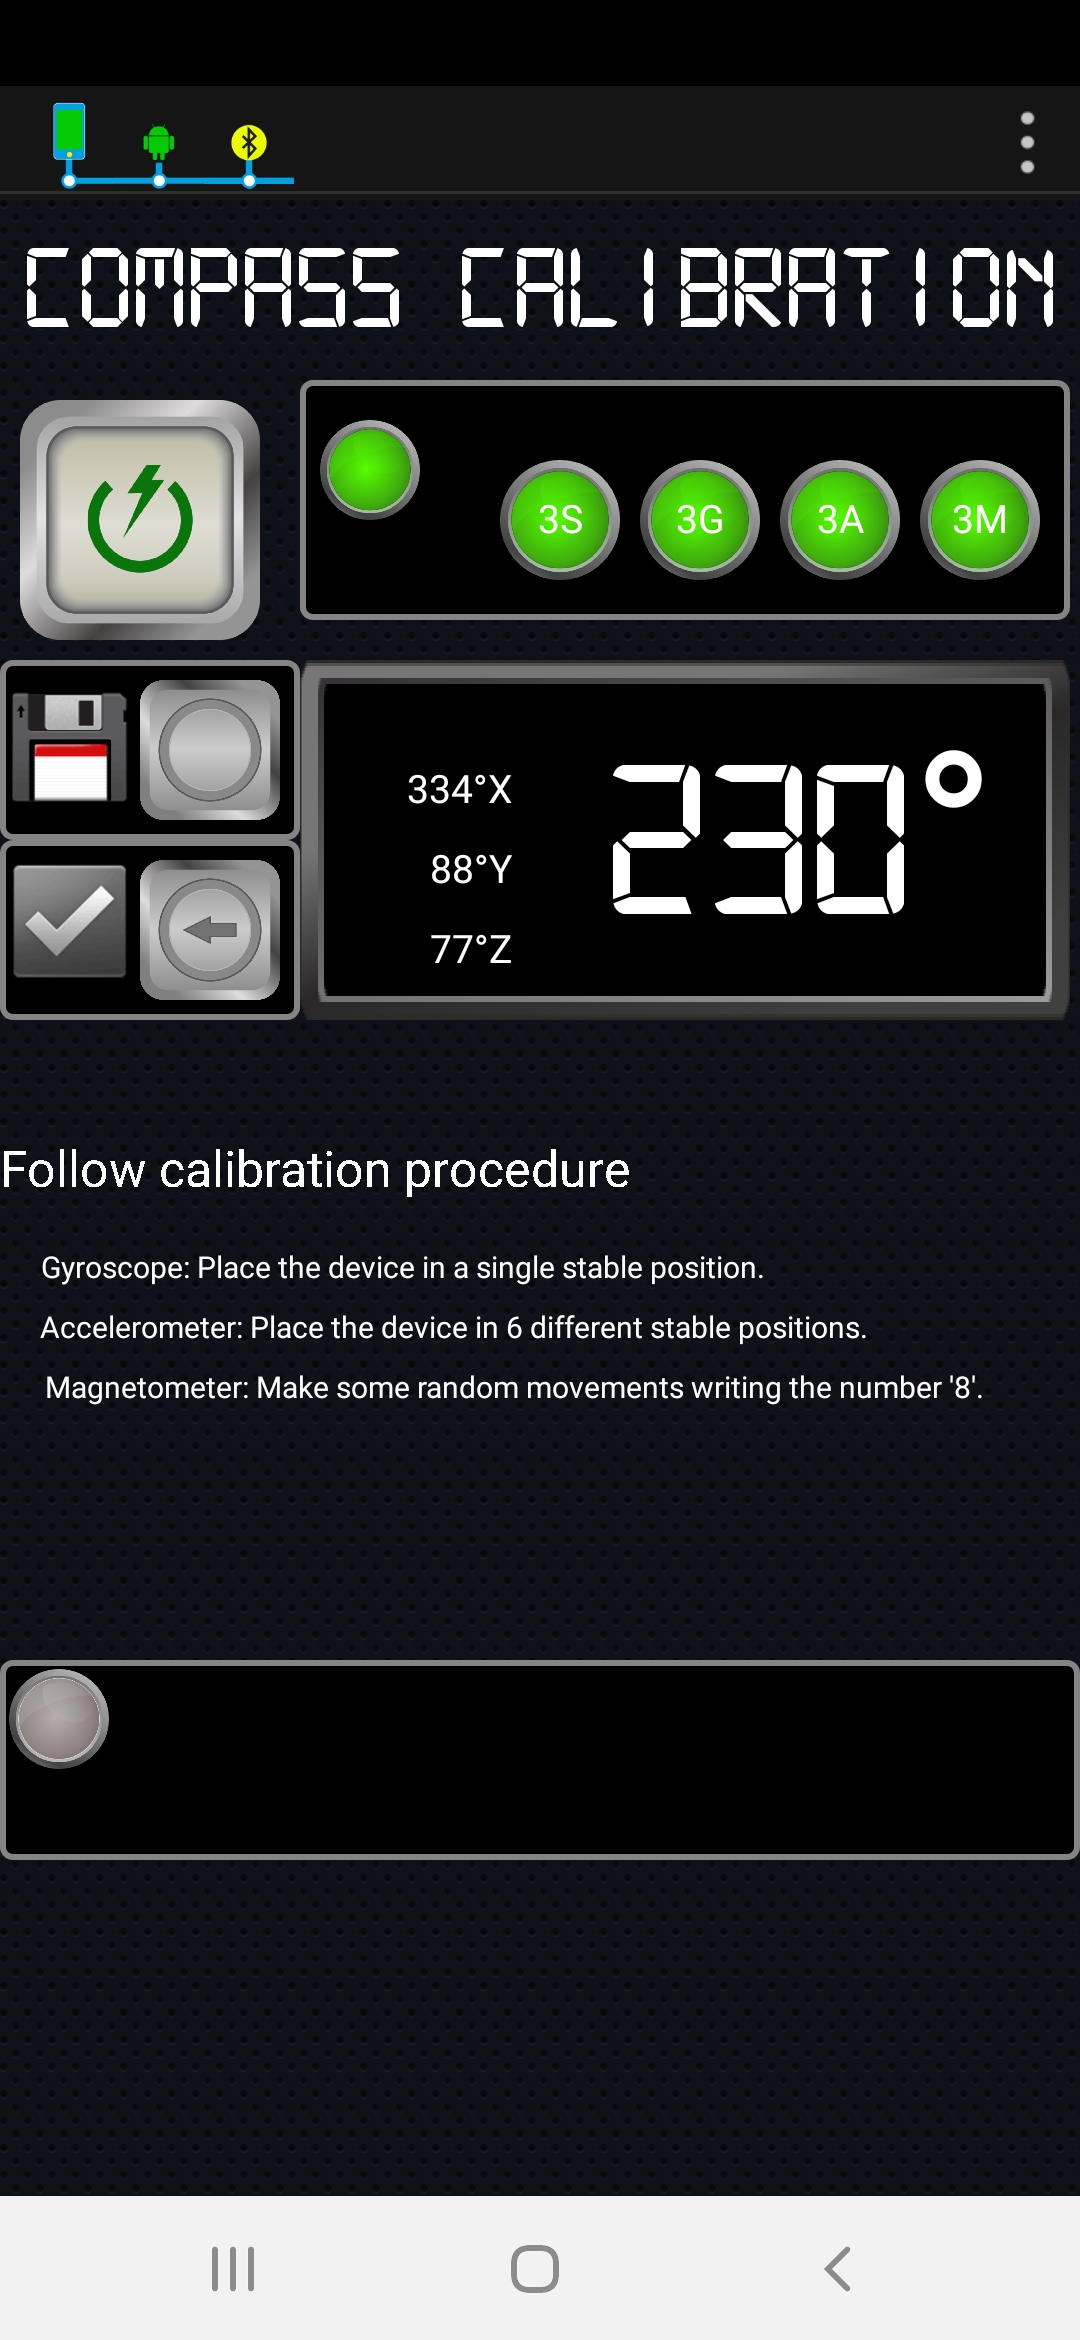 COMPASS CALIBRATION
3S 3G 3A 3M
334°X
230°
88°Y
77°Z
Follow calibration procedure
Gyroscope: Place the device in a single stable position.
Accelerometer: Place the device in 6 different stable positions.
Magnetometer: Make some random movements writing the number '8'.